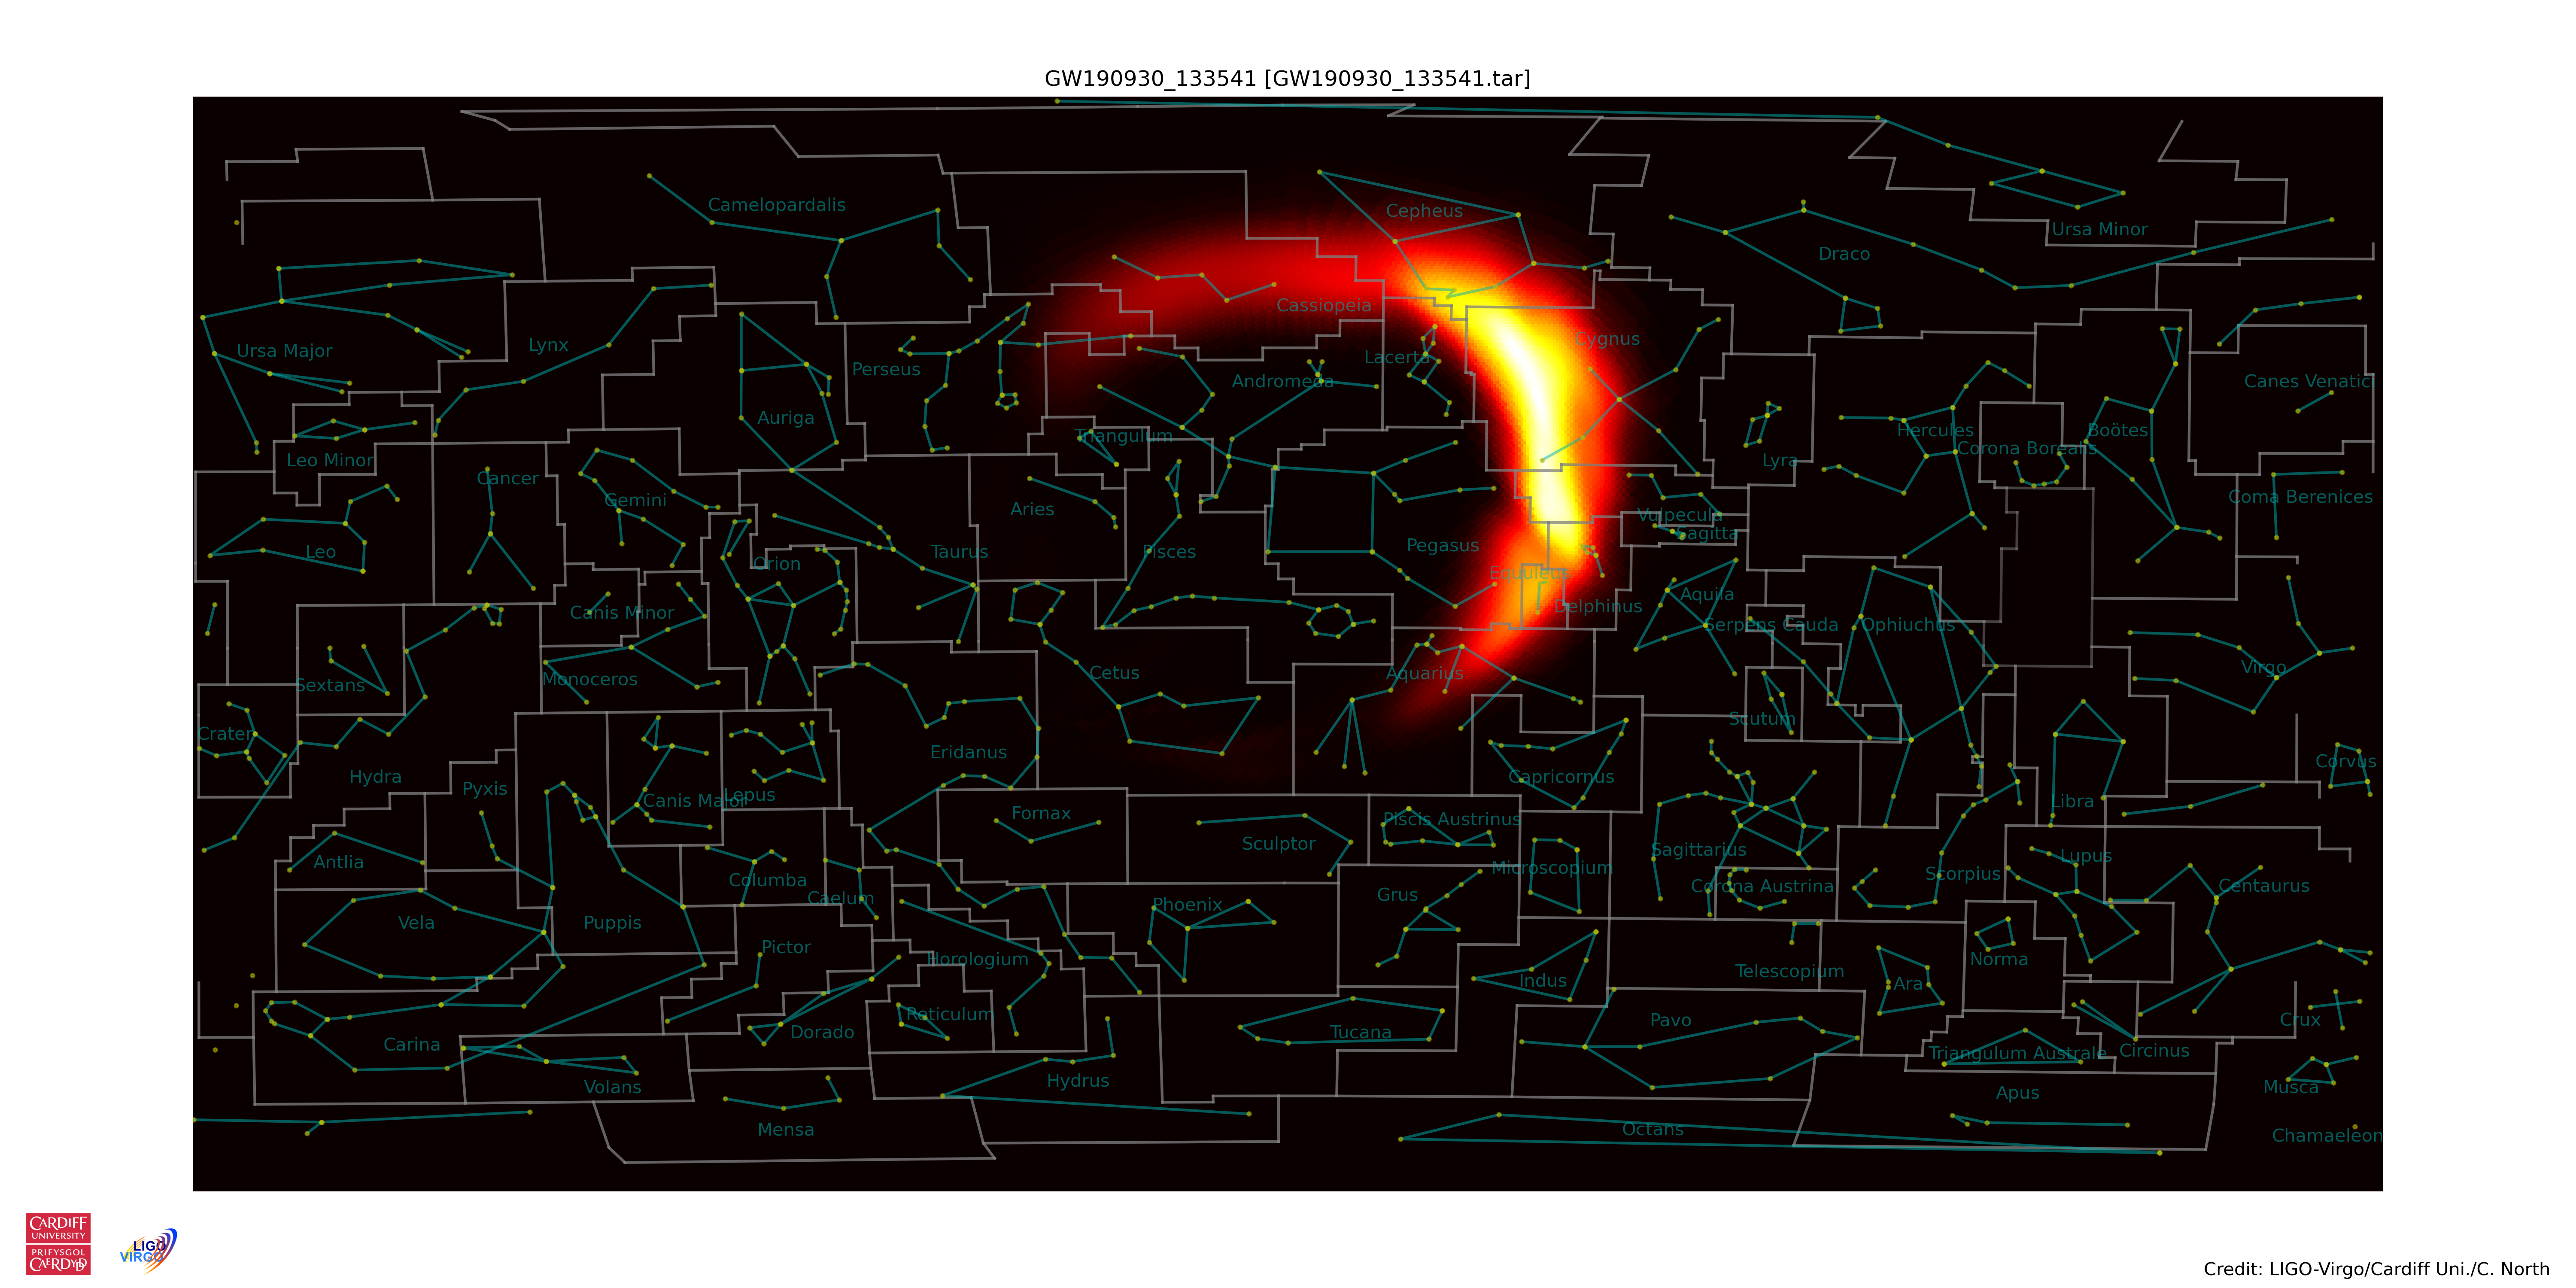 GW190930_133541 [GW190930_133541.tar]
Camelopardalis
Cepheus
Ursa Minor
Draco
Cassiopeia
Cygnus
Ursa Major
Lynx
Lacerta
Perseus
Andromeda
Canes Venatici
Auriga
Triangulum
Hercules
Boötes
Corona Borealis
Leo Minor
Lyra
Cancer
Gemini
Coma Berenices
Aries
Vulpecula
Sagitta
Leo
Taurus
Pisces
Pegasus
Orion
Equuleus
Canis Minor
Delphinus
Aquila
Serpens Cauda
Ophiuchus
Sextans
Monoceros
Cetus
Aquarius
Virgo
Crater
Scutum
Eridanus
Hydra
Capricornus
Corvus
Pyxis
Canis Major
Lepus
Libra
Fornax
Piscis Austrinus
Sculptor
Sagittarius
Antlia
Lupus
Microscopium
Columba
Corona Austrina
Scorpius
Centaurus
Caelum
Grus
Phoenix
Vela
Puppis
Pictor
Horologium
Norma
Telescopium
Indus
Ara
Reticulum
Pavo
Crux
Dorado
Tucana
Carina
Triangulum Australe
Circinus
Volans
Hydrus
Musca
Apus
Mensa
Octans
Chamaeleon
CARDIFF
UNIVERSITY
PRIFYSGOL
CAERDYDD
LIGO
VIRGO
Credit: LIGO-Virgo/Cardiff Uni./C. North